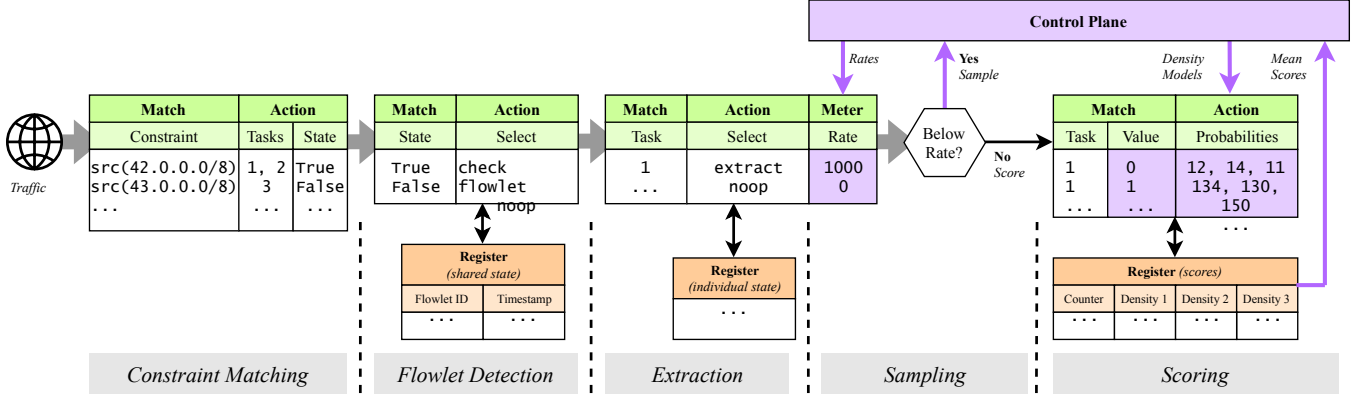 Control Plane
Rates
Yes
Sample
Density
Models
Mean
Scores
Traffic
Match Action
Constraint Tasks State
src(42.0.0.0/8) 1, 2 True
src(43.0.0.0/8) 3 False
... ... ...
Match Action
State Select
True check
False flowlet
noop
Register
(shared state)
Flowlet ID Timestamp
... ...
Match Action Meter
Task Select Rate
1 extract 1000
... noop 0
Register
(individual state)
...
Below
Rate?
No
Score
Match Action
Task Value Probabilities
1 0 12, 14, 11
1 1 134, 130,
... ... 150
...
Register (scores)
Counter Density 1 Density 2 Density 3
... ... ... ...
Constraint Matching Flowlet Detection Extraction Sampling Scoring